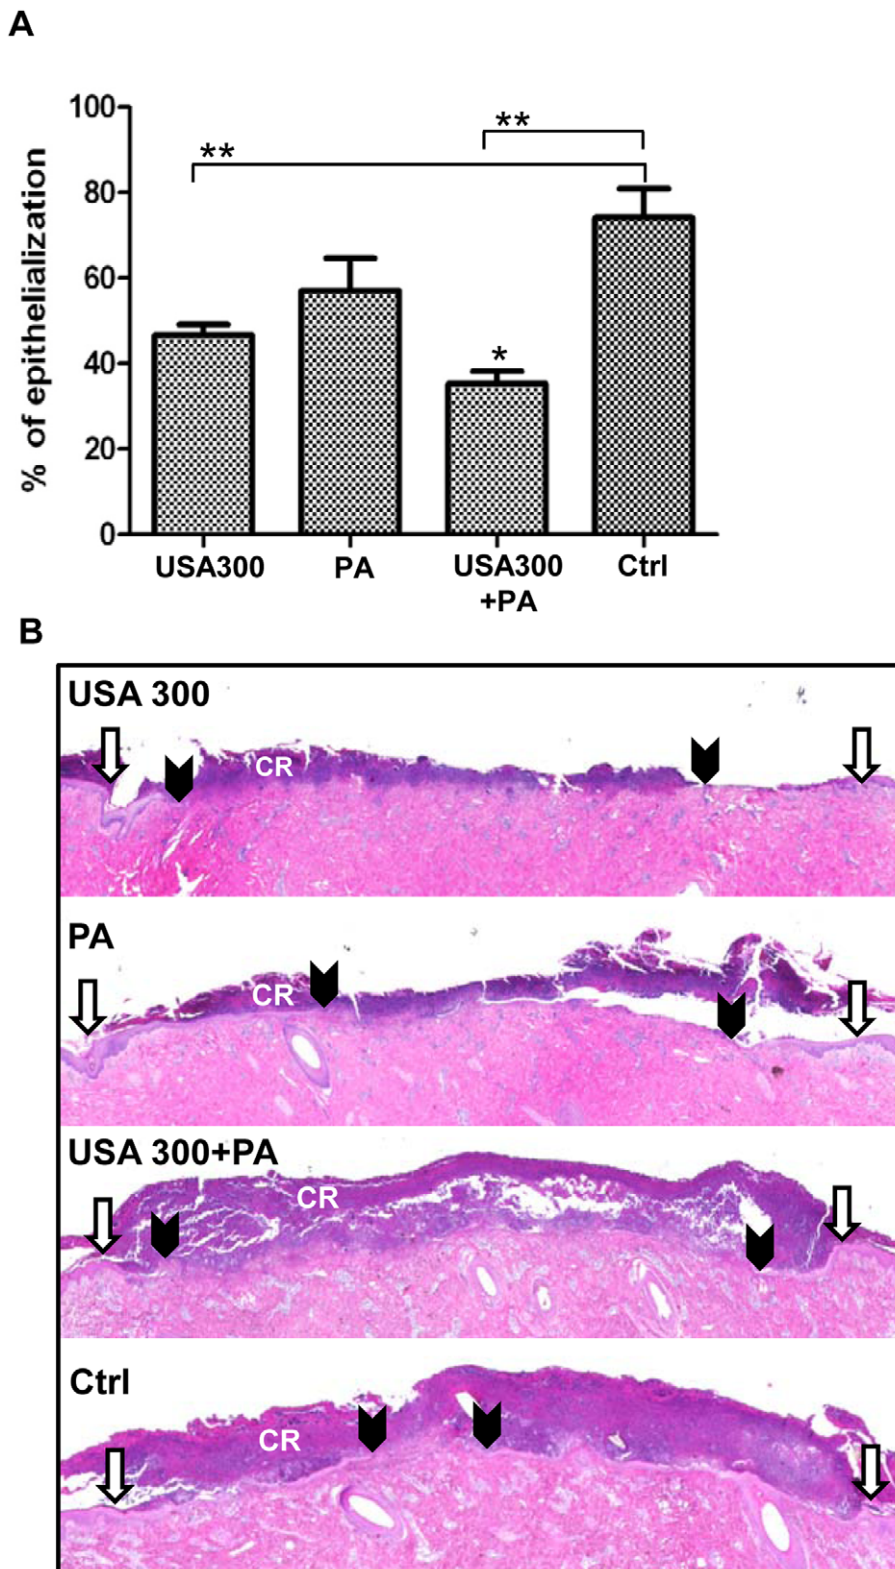 A
% of epithelialization
100
80
60
40
20
0
**
**
*
USA300
PA
USA300
+PA
Ctrl
B
USA 300
CR
PA
CR
USA 300+PA
CR
Ctrl
CR